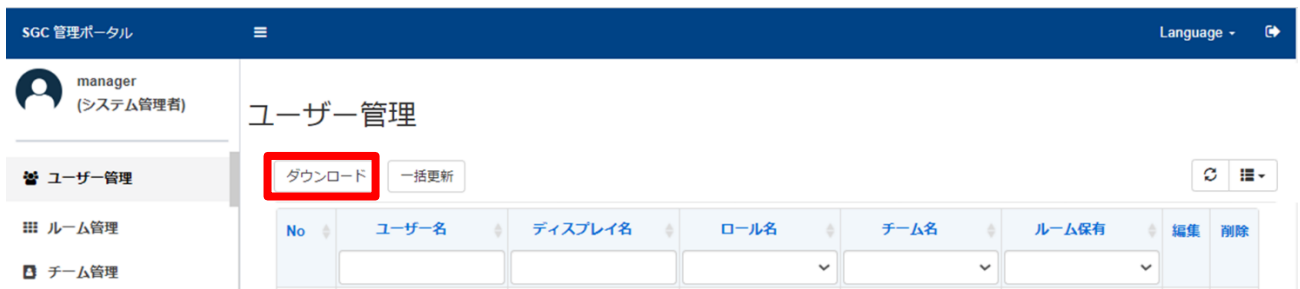 SGC 管理ポータル
Language
manager
(システム管理者)
ユーザー管理
ユーザー管理
ダウンロード 一括更新
ルーム管理
No ユーザー名 ディスプレイ名 ロール名 チーム名 ルーム保有 編集 削除
チーム管理